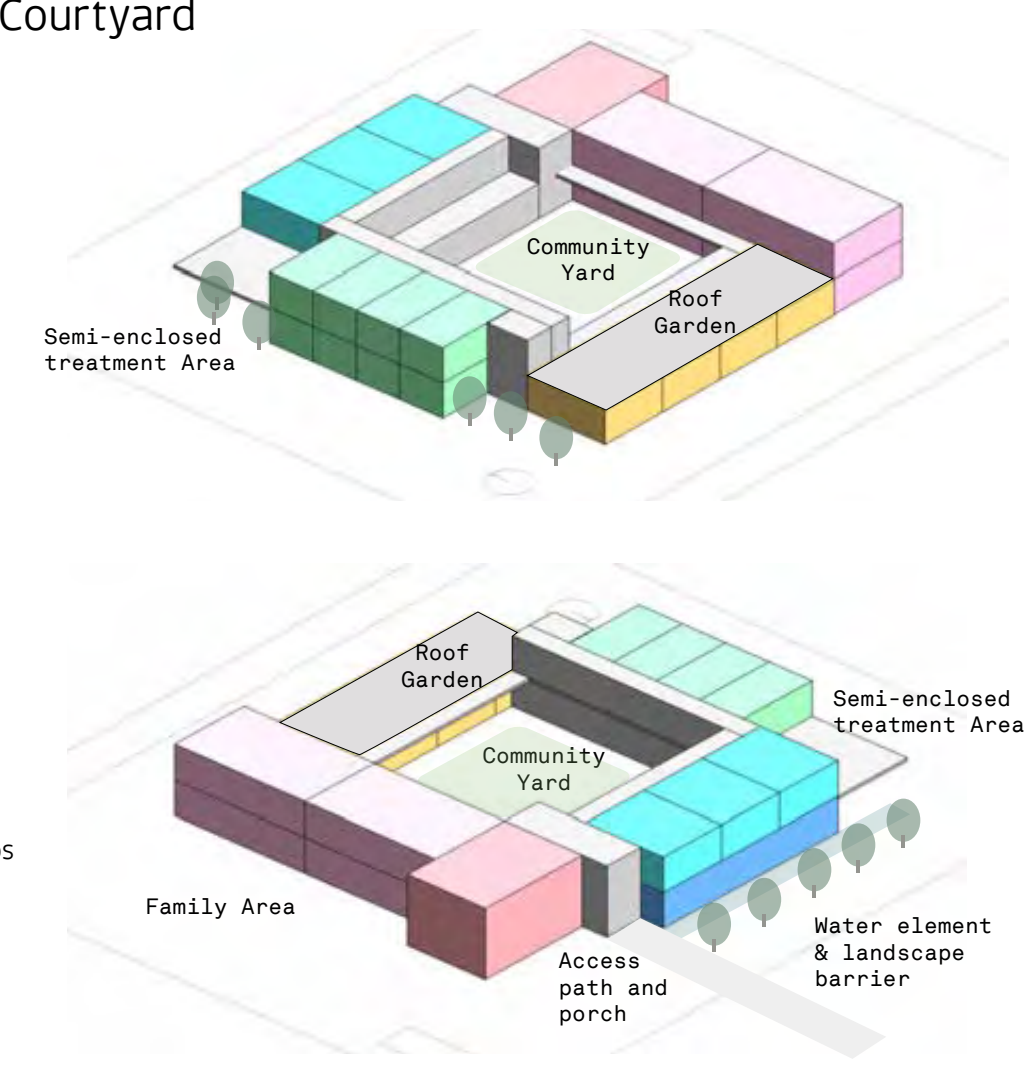 Courtyard
Community
Yard
Roof
Garden
Semi-enclosed
treatment Area
Roof
Garden
Semi-enclosed
treatment Area
Community
Yard
Family Area
Water element
& landscape
barrier
Access
path and
porch